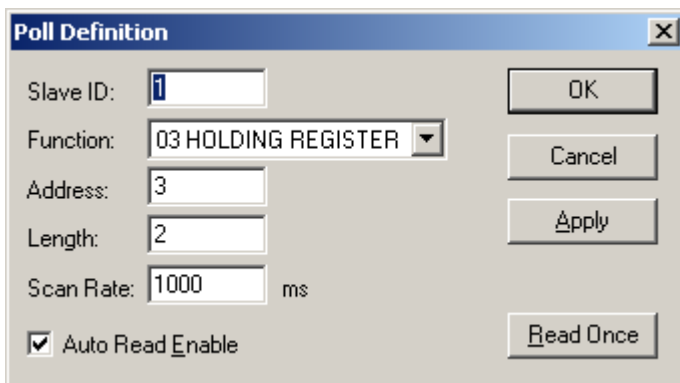 Poll Definition
Slave ID: 1
OK
Function: 03 HOLDING REGISTER
Cancel
Address: 3
Apply
Length: 2
Scan Rate: 1000 ms
Auto Read Enable
Read Once